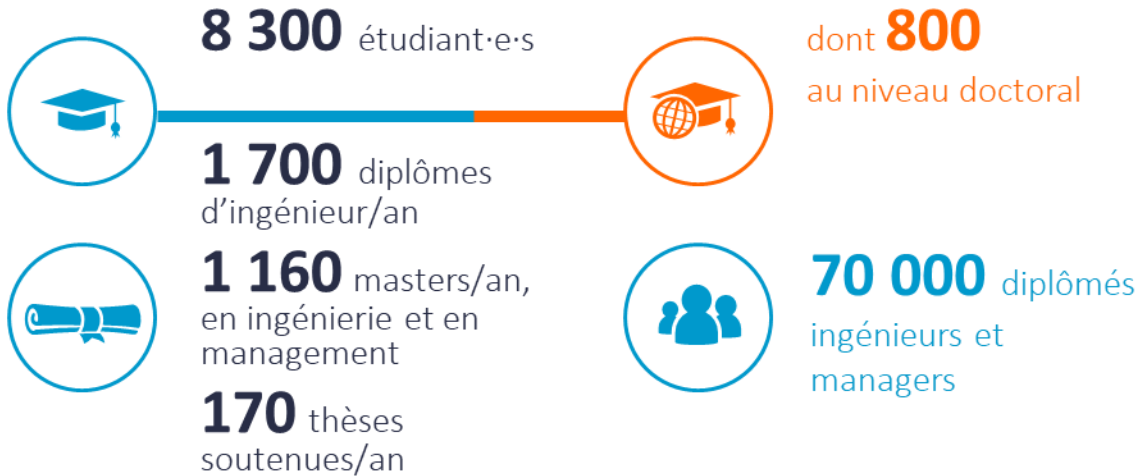 8 300 étudiant·e·s
dont 800
au niveau doctoral
1 700 diplômes
d’ingénieur/an
1 160 masters/an,
en ingénierie et en
management
170 thèses
soutenues/an
70 000 diplômés
ingénieurs et
managers